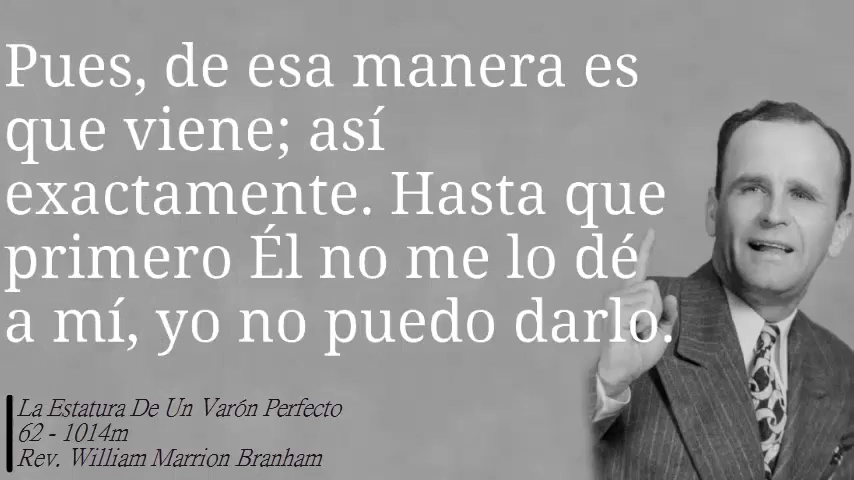 Pues, de esa manera es
que viene; así
exactamente. Hasta que
primero Él no me lo dé
a mí, yo no puedo darlo.
La Estatura De Un Varón Perfecto
62 - 1014m
Rev. William Marrion Branham